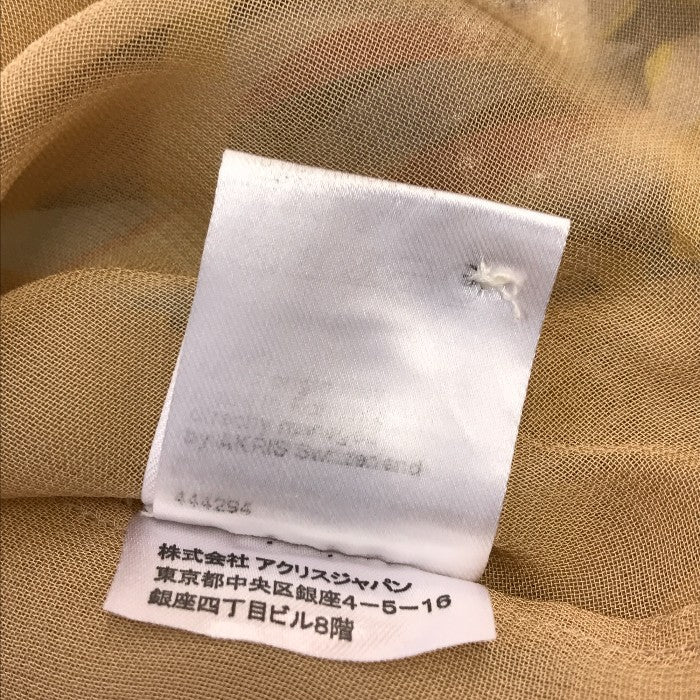 by AKRIS Switzerland
444294
株式会社 アクリスジャパン
東京都中央区銀座4-5-16
銀座四丁目ビル8階